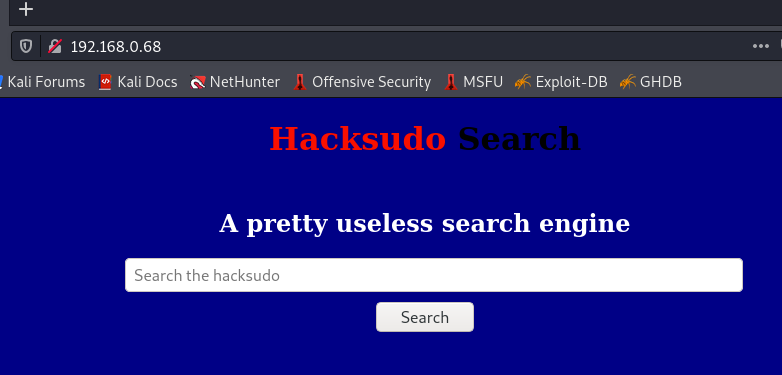 192.168.0.68
Kali Forums Kali Docs NetHunter Offensive Security MSFU Exploit-DB GHDB
Hacksudo Search
A pretty useless search engine
Search the hacksudo
Search